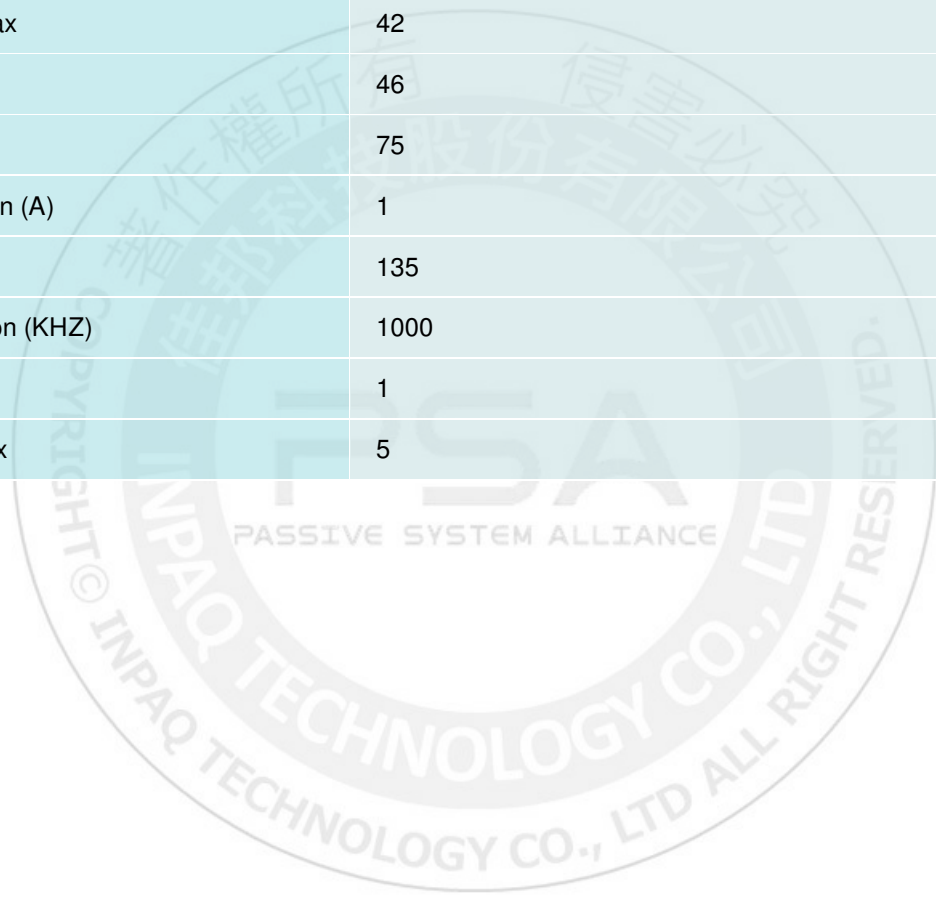 ax 42
46
75
n (A) 1
135
on (KHZ) 1000
1
x 5
著作權所有 侵害必究
佳邦科技股份有限公司
PSA
PASSIVE SYSTEM ALLIANCE
INPAQ TECHNOLOGY CO., LTD
COPYRIGHT © INPAQ TECHNOLOGY CO., LTD ALL RIGHT RESERVED.